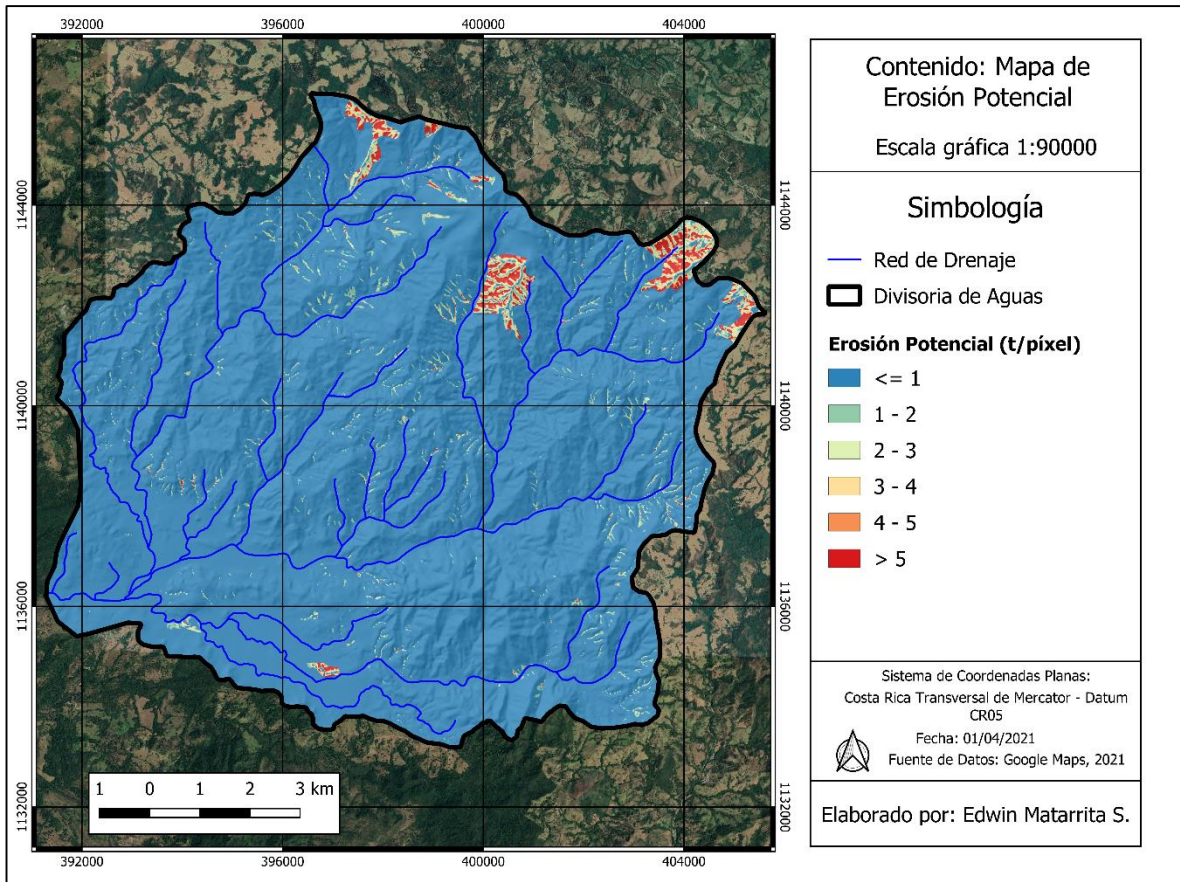 392000 396000 400000 404000
1144000 1144000
1140000 1140000
1136000 1136000
1132000 1132000
1 0 1 2 3 km
392000 396000 400000 404000
Contenido: Mapa de
Erosión Potencial
Escala gráfica 1:90000
Simbología
Red de Drenaje
Divisoria de Aguas
Erosión Potencial (t/píxel)
<= 1
1 - 2
2 - 3
3 - 4
4 - 5
> 5
Sistema de Coordenadas Planas:
Costa Rica Transversal de Mercator - Datum
CR05
Fecha: 01/04/2021
Fuente de Datos: Google Maps, 2021
Elaborado por: Edwin Matarrita S.